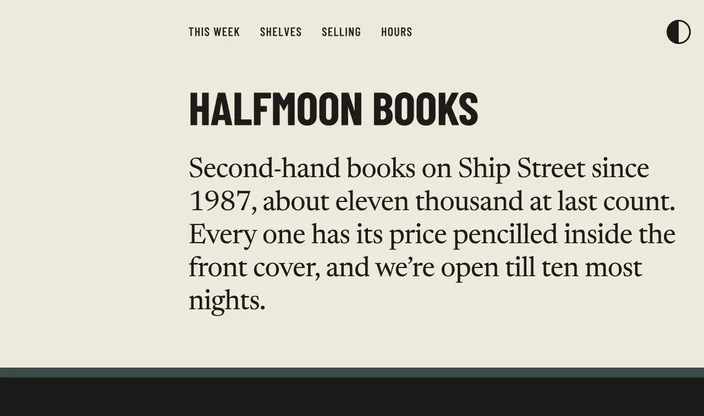 THIS WEEK SHELVES SELLING HOURS
HALFMOON BOOKS
Second-hand books on Ship Street since
1987, about eleven thousand at last count.
Every one has its price pencilled inside the
front cover, and we’re open till ten most
nights.